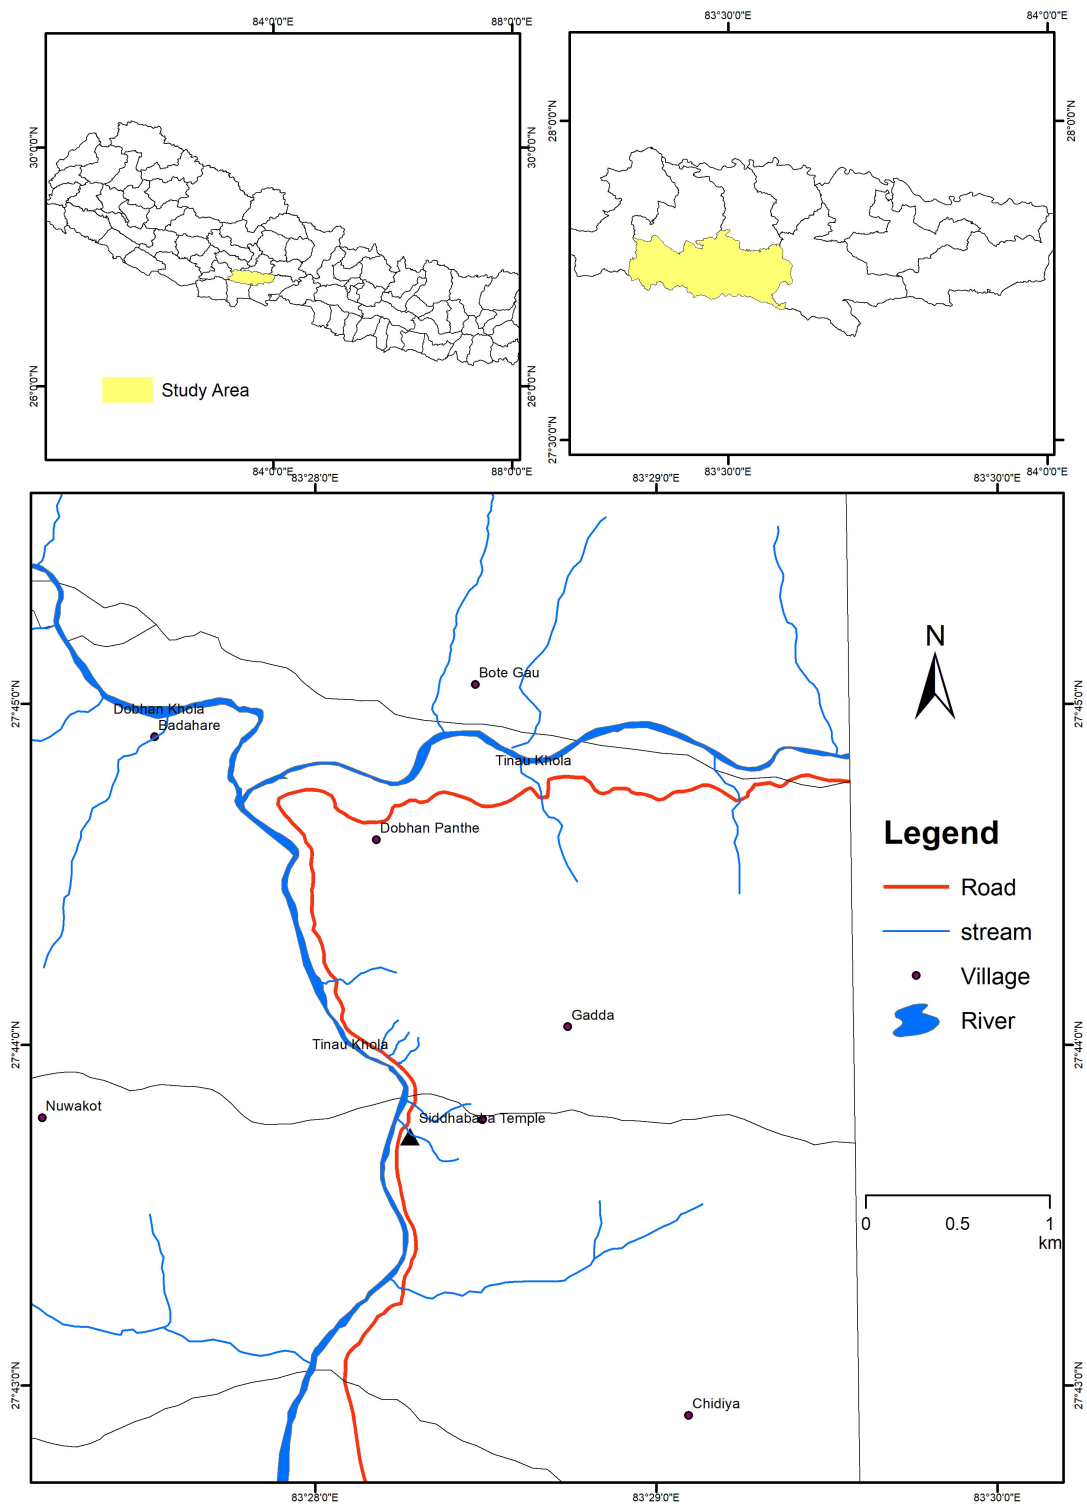 84°0'0"E
88°0'0"E
30°0'0"N
30°0'0"N
26°0'0"N
26°0'0"N
Study Area
84°0'0"E
88°0'0"E
83°30'0"E
84°0'0"E
28°0'0"N
28°0'0"N
27°30'0"N
27°30'0"N
83°30'0"E
84°0'0"E
83°28'0"E
83°29'0"E
83°30'0"E
N
Bote Gau
27°45'0"N
27°45'0"N
Dobhan Khola
Badahare
Tinau Khola
Dobhan Panthe
Legend
Road
stream
Village
River
Gadda
Tinau Khola
27°44'0"N
27°44'0"N
Nuwakot
Siddhababa Temple
0 0.5 1
km
27°43'0"N
27°43'0"N
Chidiya
83°28'0"E
83°29'0"E
83°30'0"E